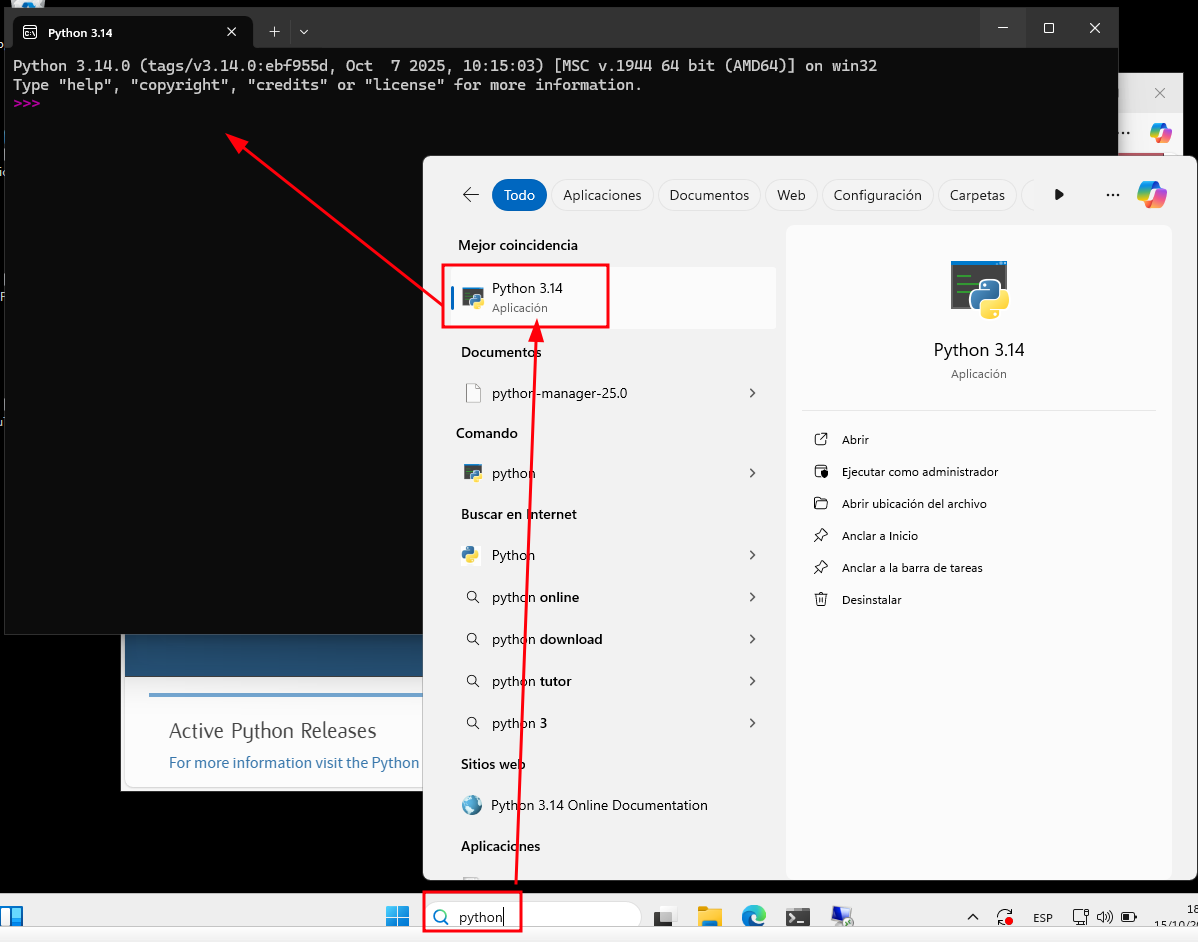 Python 3.14
Python 3.14.0 (tags/v3.14.0:ebf955d, Oct  7 2025, 10:15:03) [MSC v.1944 64 bit (AMD64)] on win32
Type "help", "copyright", "credits" or "license" for more information.
>>>
Todo
Aplicaciones
Documentos
Web
Configuración
Carpetas
Mejor coincidencia
Python 3.14
Aplicación
Documentos
python-manager-25.0
Comando
python
Buscar en Internet
Python
python online
python download
python tutor
python 3
Sitios web
Python 3.14 Online Documentation
Aplicaciones
Python 3.14
Aplicación
Abrir
Ejecutar como administrador
Abrir ubicación del archivo
Anclar a Inicio
Anclar a la barra de tareas
Desinstalar
Active Python Releases
For more information visit the Python
python
ESP
18
15/10/2